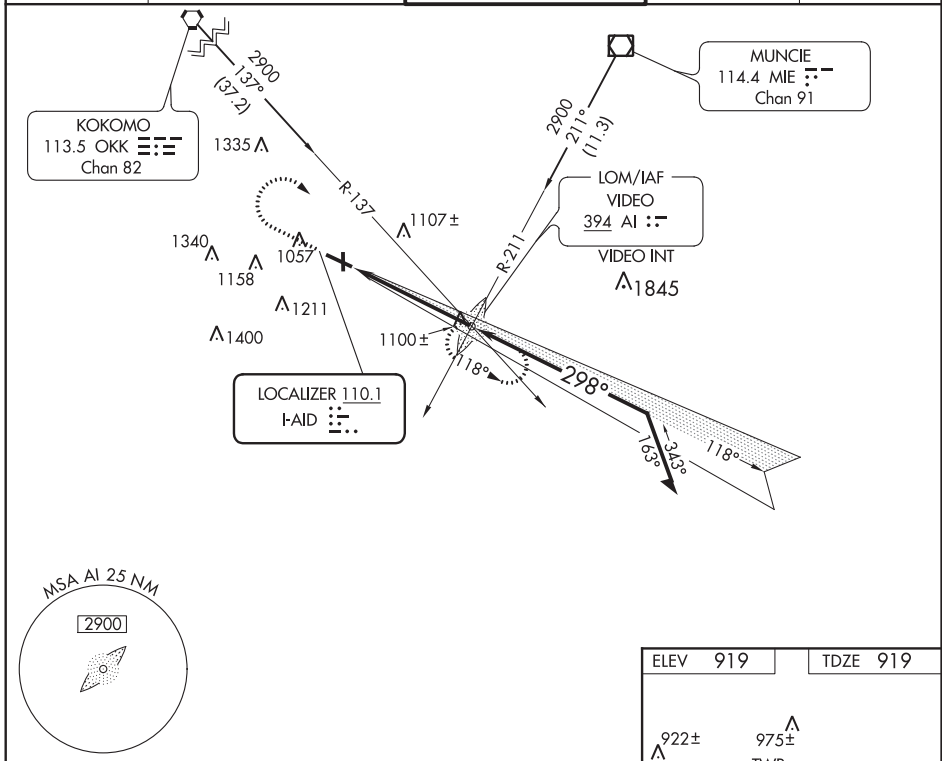 2900
137°
(37.2)
KOKOMO
113.5 OKK
Chan 82
MUNCIE
114.4 MIE
Chan 91
2900
211°
(11.3)
1335
R-137
LOM/IAF
VIDEO
394 AI
VIDEO INT
1845
1107±
R-211
1340
1158
1057
1211
1400
1100±
118°
298°
LOCALIZER 110.1
I-AID
343°
163°
118°
MSA AI 25 NM
2900
ELEV 919
TDZE 919
922±
975±